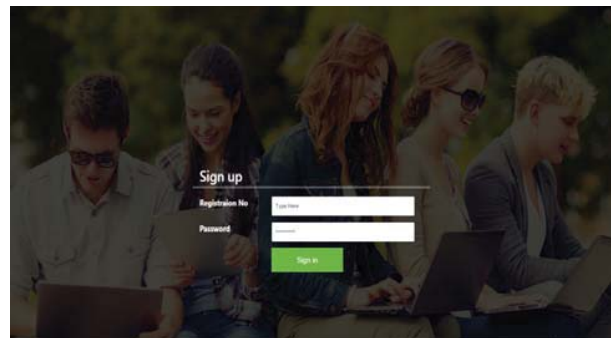 Sign up
Registraion No
Type Here
Password
Sign in